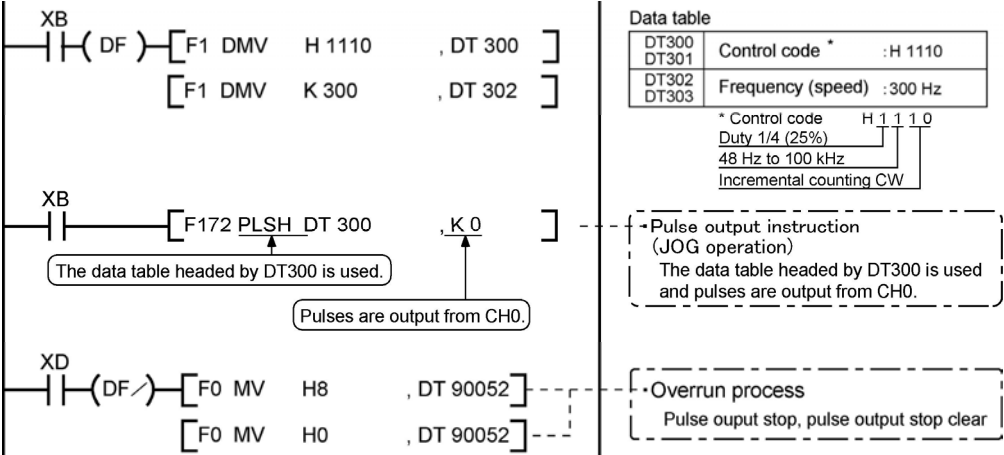 XB
( DF ) F1 DMV H 1110 , DT 300
F1 DMV K 300 , DT 302
XB
F172 PLSH DT 300 , K 0
The data table headed by DT300 is used.
Pulses are output from CH0.
XD
(DF/) F0 MV H8 , DT 90052
F0 MV H0 , DT 90052
Data table
DT300
DT301
Control code * :H 1110
DT302
DT303
Frequency (speed) :300 Hz
* Control code H 1 1 1 0
Duty 1/4 (25%)
48 Hz to 100 kHz
Incremental counting CW
Pulse output instruction
(JOG operation)
The data table headed by DT300 is used
and pulses are output from CH0.
Overrun process
Pulse ouput stop, pulse output stop clear